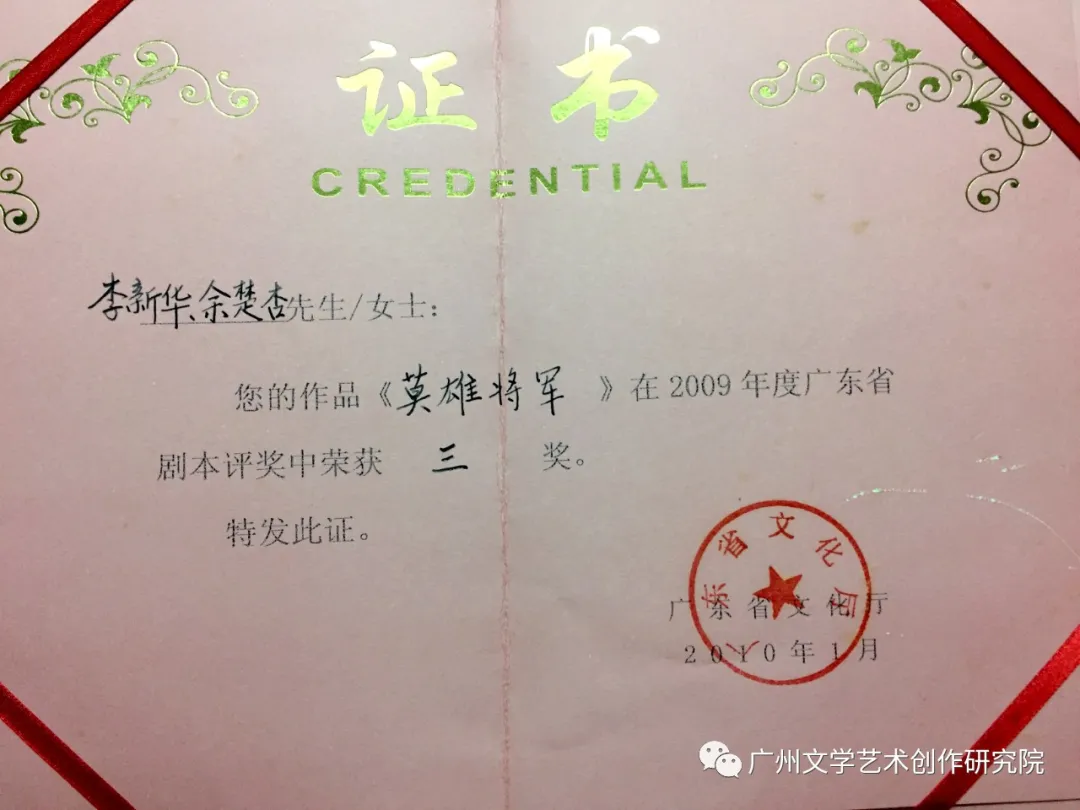 证书
CREDENTIAL
李新华、余楚杏先生/女士：
您的作品《莫雄将军》在2009年度广东省
剧本评奖中荣获 三 奖。
特发此证。
广东省文化厅
广东省文化厅
2010年1月
广州文学艺术创作研究院